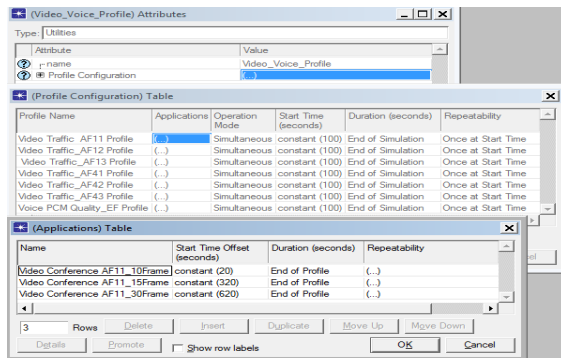 (Video_Voice_Profile) Attributes
Type: Utilities
Attribute Value
name Video_Voice_Profile
Profile Configuration (...)
(Profile Configuration) Table
Profile Name Applications Operation Mode Start Time (seconds) Duration (seconds) Repeatability
Video Traffic_AF11 Profile (...) Simultaneous constant (100) End of Simulation Once at Start Time
Video Traffic_AF12 Profile (...) Simultaneous constant (100) End of Simulation Once at Start Time
Video Traffic_AF13 Profile (...) Simultaneous constant (100) End of Simulation Once at Start Time
Video Traffic_AF41 Profile (...) Simultaneous constant (100) End of Simulation Once at Start Time
Video Traffic_AF42 Profile (...) Simultaneous constant (100) End of Simulation Once at Start Time
Video Traffic_AF43 Profile (...) Simultaneous constant (100) End of Simulation Once at Start Time
Voice PCM Quality_EF Profile (...) Simultaneous constant (100) End of Simulation Once at Start Time
(Applications) Table
Name Start Time Offset (seconds) Duration (seconds) Repeatability
Video Conference AF11_10Frame constant (20) End of Profile (...)
Video Conference AF11_15Frame constant (320) End of Profile (...)
Video Conference AF11_30Frame constant (620) End of Profile (...)
3 Rows Delete Insert Duplicate Move Up Move Down
Details Promote Show row labels OK Cancel